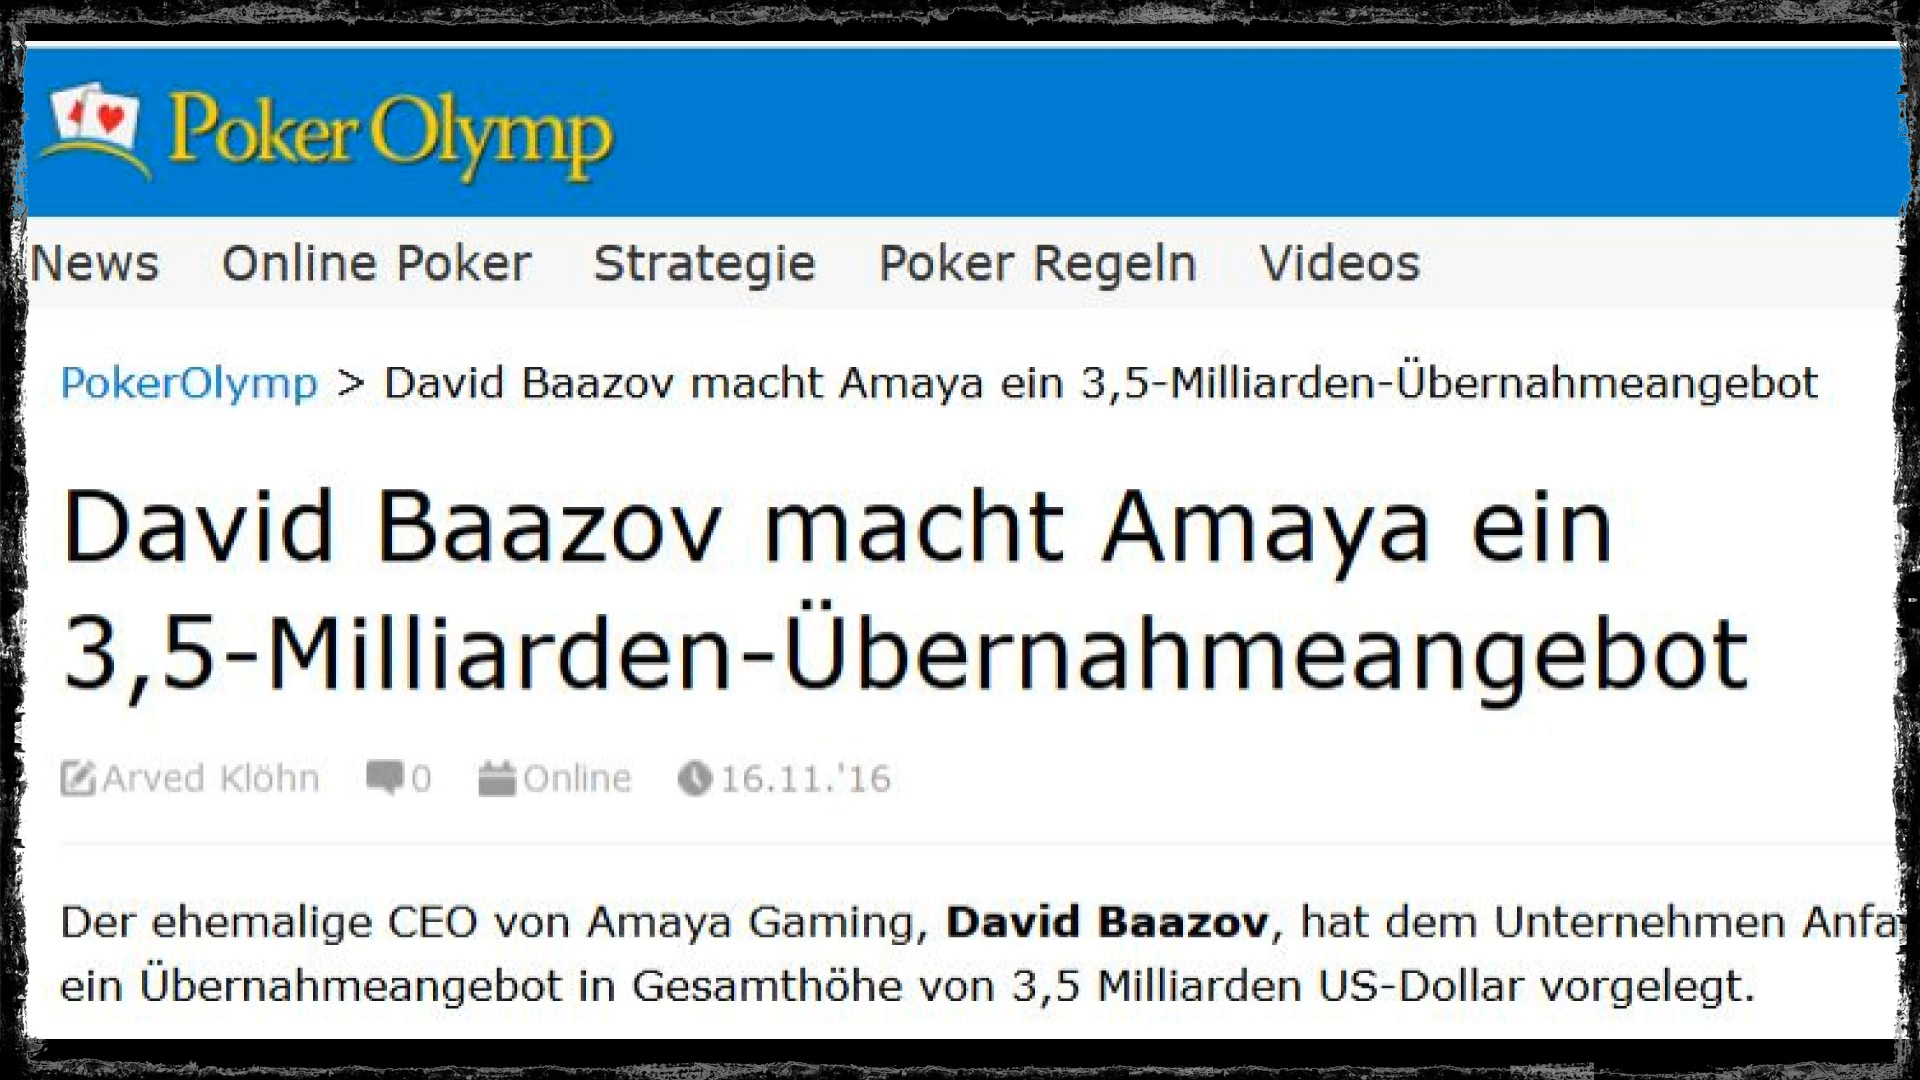 PokerOlymp
News Online Poker Strategie Poker Regeln Videos
PokerOlymp > David Baazov macht Amaya ein 3,5-Milliarden-Übernahmeangebot
David Baazov macht Amaya ein
3,5-Milliarden-Übernahmeangebot
Arved Klöhn 0 Online 16.11.'16
Der ehemalige CEO von Amaya Gaming, David Baazov, hat dem Unternehmen Anfa
ein Übernahmeangebot in Gesamthöhe von 3,5 Milliarden US-Dollar vorgelegt.